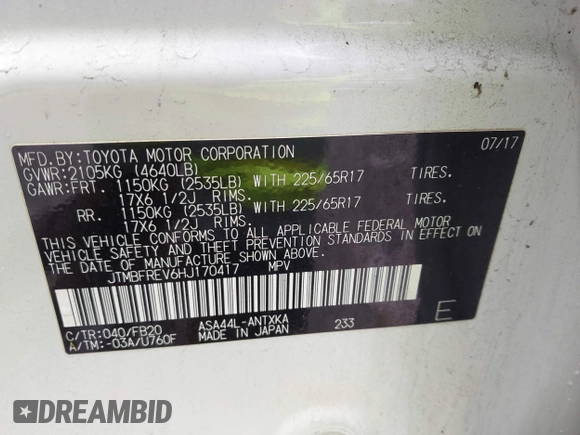 MFD.BY:TOYOTA MOTOR CORPORATION 07/17
GVWR:2105KG (4640LB)
GAWR:FRT. 1150KG (2535LB) WITH 225/65R17 TIRES.
17X6 1/2J RIMS.
RR. 1150KG (2535LB) WITH 225/65R17 TIRES.
17X6 1/2J RIMS.
THIS VEHICLE CONFORMS TO ALL APPLICABLE FEDERAL MOTOR
VEHICLE SAFETY AND THEFT PREVENTION STANDARDS IN EFFECT ON
THE DATE OF MANUFACTURE SHOWN ABOVE.
JTMBFREV6HJ170417 MPV
C/TR:040/FB20 ASA44L-ANTXKA 233 E
A/TM:-03A/U760F MADE IN JAPAN
DREAMBID